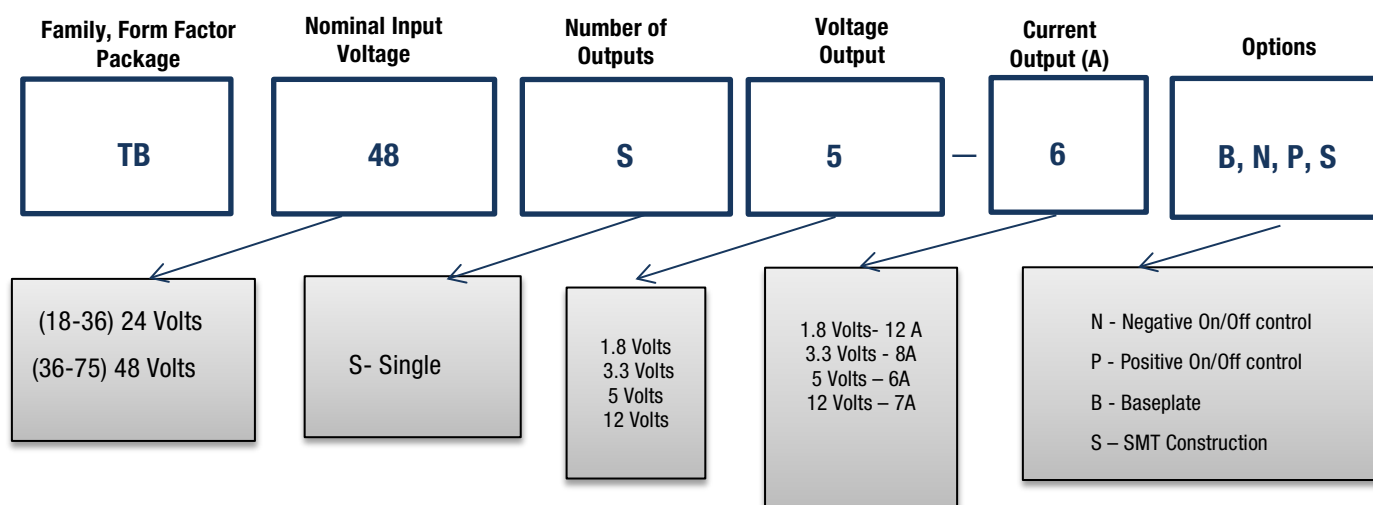 Family, Form Factor
Package
Nominal Input
Voltage
Number of
Outputs
Voltage
Output
Current
Output (A)
Options
TB
48
S
5
—
6
B, N, P, S
(18-36) 24 Volts
(36-75) 48 Volts
S- Single
1.8 Volts
3.3 Volts
5 Volts
12 Volts
1.8 Volts- 12 A
3.3 Volts - 8A
5 Volts – 6A
12 Volts – 7A
N - Negative On/Off control
P - Positive On/Off control
B - Baseplate
S – SMT Construction